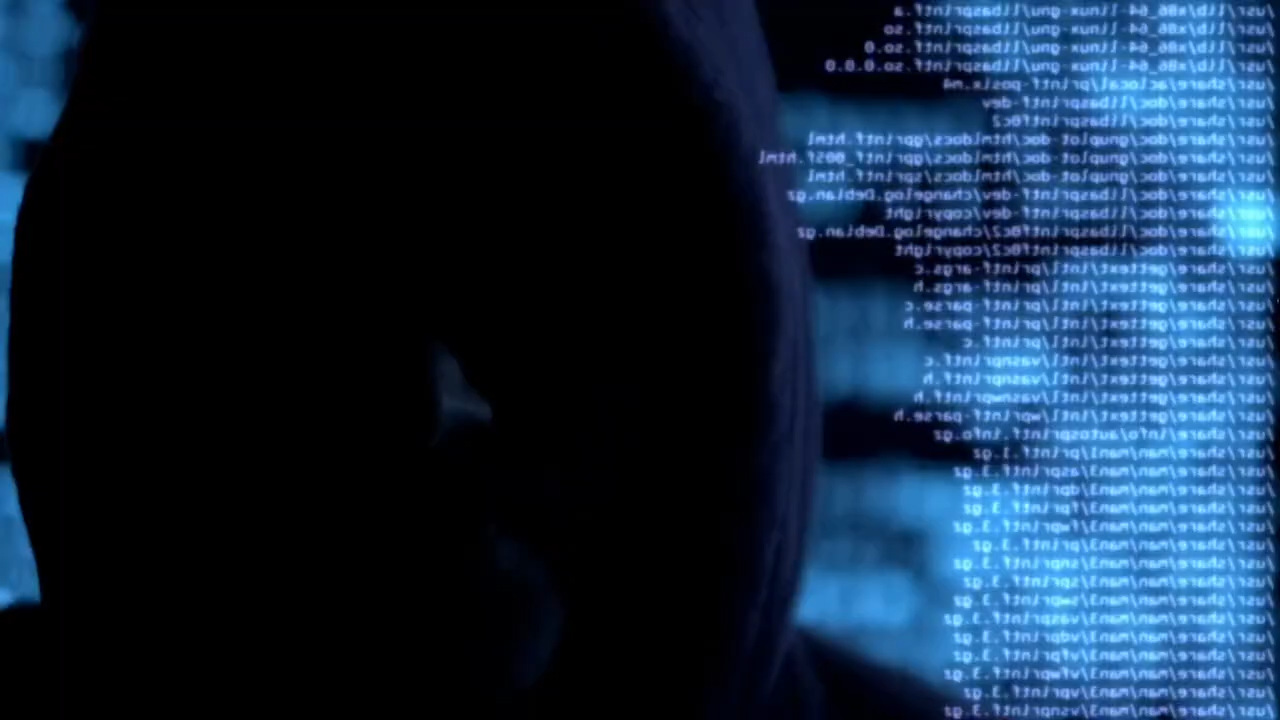 /usr/lib/x86_64-linux-gnu/libasprintf.a
/usr/lib/x86_64-linux-gnu/libasprintf.so
/usr/lib/x86_64-linux-gnu/libasprintf.so.0
/usr/lib/x86_64-linux-gnu/libasprintf.so.0.0.0
/usr/share/aclocal/printf-posix.m4
/usr/share/doc/libasprintf-dev
/usr/share/doc/libasprintf0c2
/usr/share/doc/gnuplot-doc/htmldocs/gprintf.html
/usr/share/doc/gnuplot-doc/htmldocs/gprintf_005f.html
/usr/share/doc/gnuplot-doc/htmldocs/sprintf.html
/usr/share/doc/libasprintf-dev/changelog.Debian.gz
/usr/share/doc/libasprintf-dev/copyright
/usr/share/doc/libasprintf0c2/changelog.Debian.gz
/usr/share/doc/libasprintf0c2/copyright
/usr/share/gettext/intl/printf-args.c
/usr/share/gettext/intl/printf-args.h
/usr/share/gettext/intl/printf-parse.c
/usr/share/gettext/intl/printf-parse.h
/usr/share/gettext/intl/printf.c
/usr/share/gettext/intl/vasnprintf.c
/usr/share/gettext/intl/vasnprintf.h
/usr/share/gettext/intl/vasnwprintf.h
/usr/share/gettext/intl/wprintf-parse.h
/usr/share/info/autosprintf.info.gz
/usr/share/man/man1/printf.1.gz
/usr/share/man/man3/asprintf.3.gz
/usr/share/man/man3/dprintf.3.gz
/usr/share/man/man3/fprintf.3.gz
/usr/share/man/man3/fwprintf.3.gz
/usr/share/man/man3/printf.3.gz
/usr/share/man/man3/snprintf.3.gz
/usr/share/man/man3/sprintf.3.gz
/usr/share/man/man3/swprintf.3.gz
/usr/share/man/man3/vasprintf.3.gz
/usr/share/man/man3/vdprintf.3.gz
/usr/share/man/man3/vfprintf.3.gz
/usr/share/man/man3/vfwprintf.3.gz
/usr/share/man/man3/vprintf.3.gz
/usr/share/man/man3/vsnprintf.3.gz